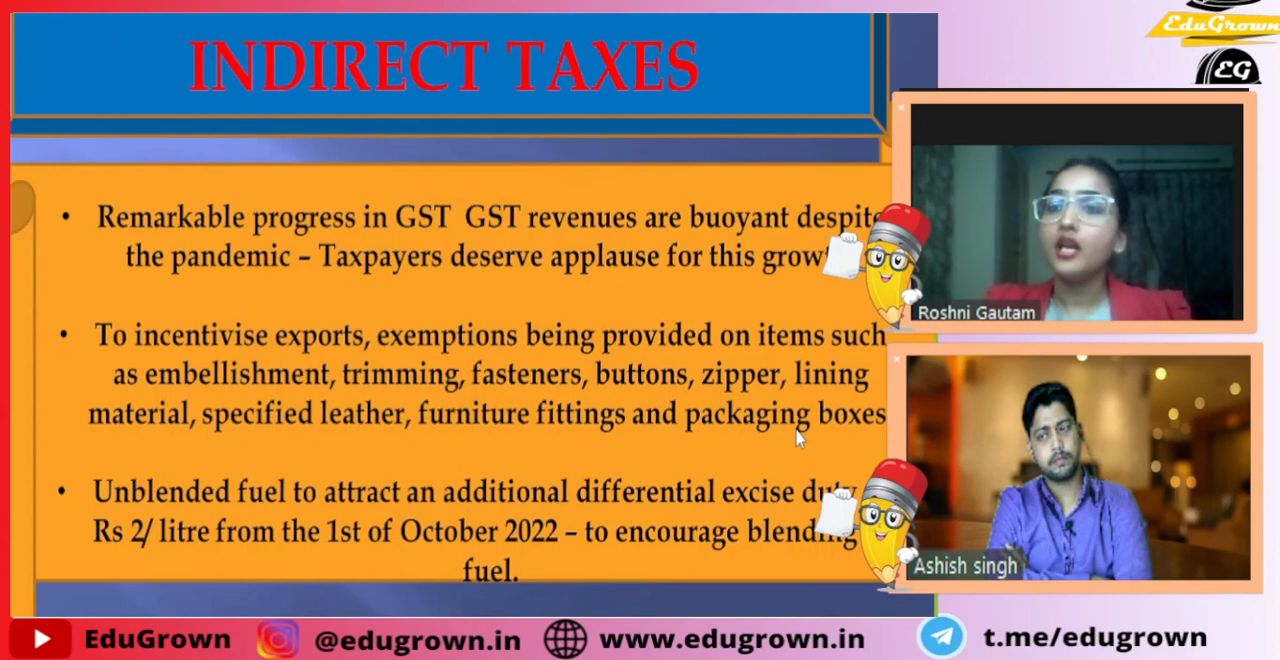 INDIRECT TAXES
EduGrown
EG
• Remarkable progress in GST GST revenues are buoyant despite
the pandemic – Taxpayers deserve applause for this
• To incentivise exports, exemptions being provided on items such
as embellishment, trimming, fasteners, buttons, zipper, lining
material, specified leather, furniture fittings and packaging boxes
• Unblended fuel to attract an additional differential excise
Rs 2/ litre from the 1st of October 2022 – to encourage blending
fuel.
Roshni Gautam
Ashish singh
EduGrown
@edugrown.in
www.edugrown.in
t.me/edugrown